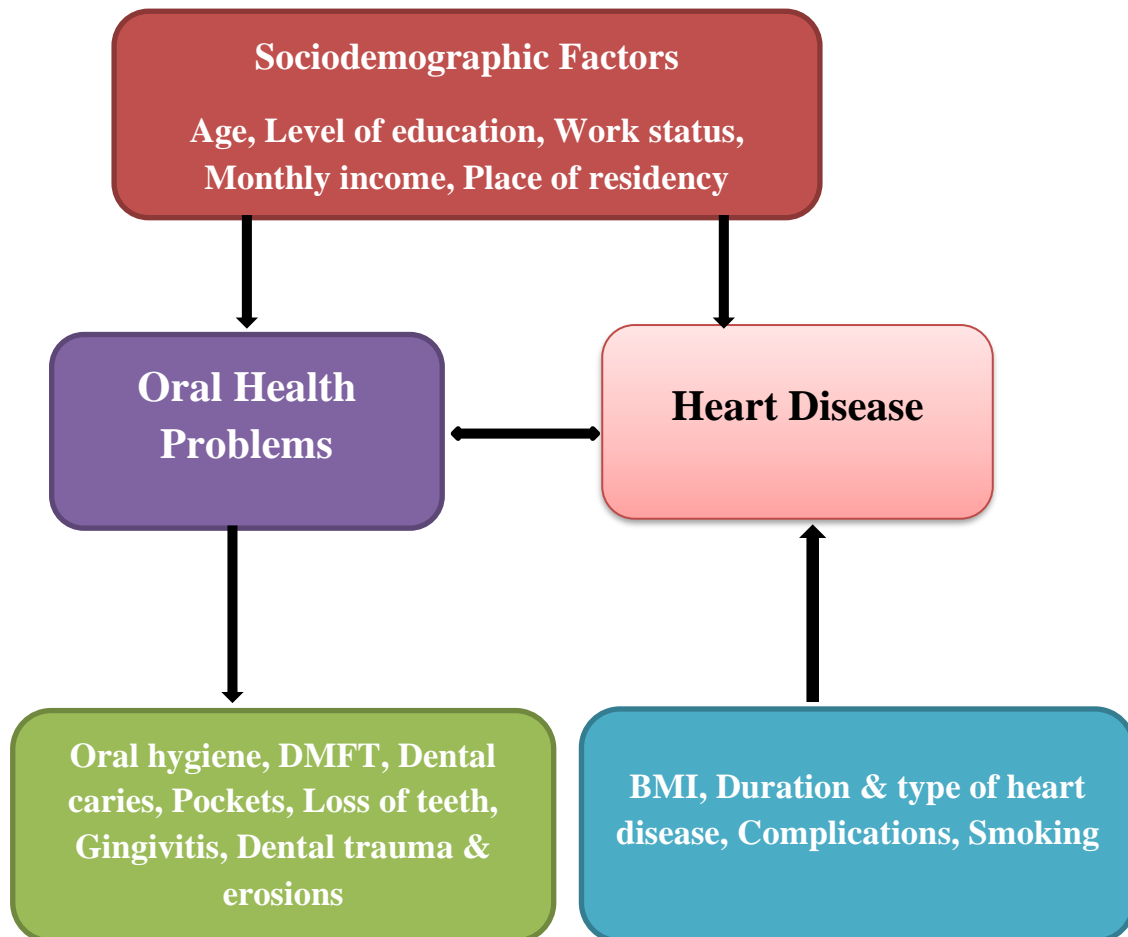 Sociodemographic Factors
Age, Level of education, Work status,
Monthly income, Place of residency
Oral Health
Problems
Heart Disease
Oral hygiene, DMFT, Dental
caries, Pockets, Loss of teeth,
Gingivitis, Dental trauma &
erosions
BMI, Duration & type of heart
disease, Complications, Smoking